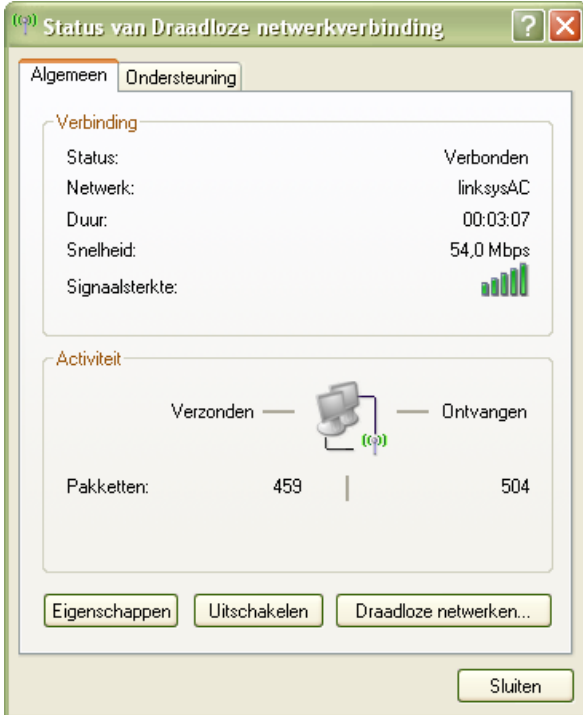 Status van Draadloze netwerkverbinding
Algemeen Ondersteuning
Verbinding
Status: Verbonden
Netwerk: linksysAC
Duur: 00:03:07
Snelheid: 54,0 Mbps
Signaalsterkte:
Activiteit
Verzonden Ontvangen
Pakketten: 459 504
Eigenschappen Uitschakelen Draadloze netwerken...
Sluiten